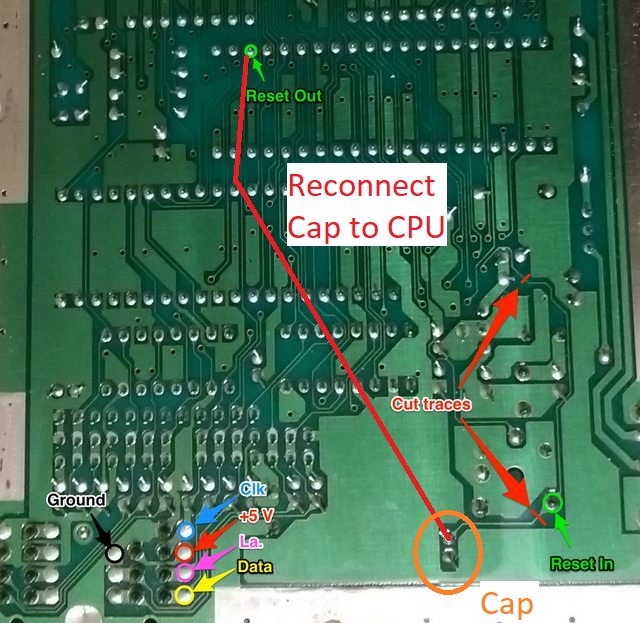 Reset Out
Reconnect
Cap to CPU
Cut traces
Ground
Clk
+5 V
La.
Data
Reset In
Cap